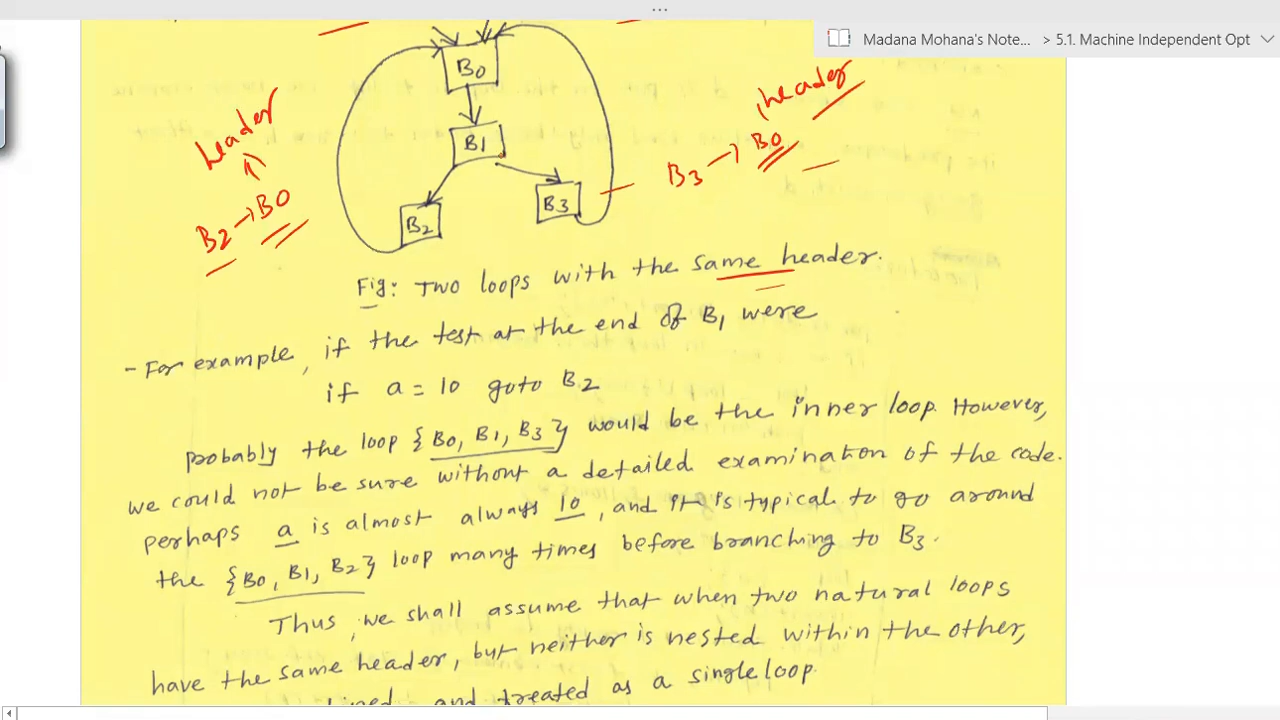 Madana Mohana's Note... > 5.1. Machine Independent Opt
B0
header
header
B1
B3 → B0
B2 → B0
B3
B2
Fig: Two loops with the same header.
- For example, if the test at the end of B1 were
if a = 10 goto B2
probably the loop {B0, B1, B3} would be the inner loop. However,
we could not be sure without a detailed examination of the code.
perhaps a is almost always 10, and it is typical to go around
the {B0, B1, B2} loop many times before branching to B3.
Thus, we shall assume that when two natural loops
have the same header, but neither is nested within the other,
and treated as a single loop.